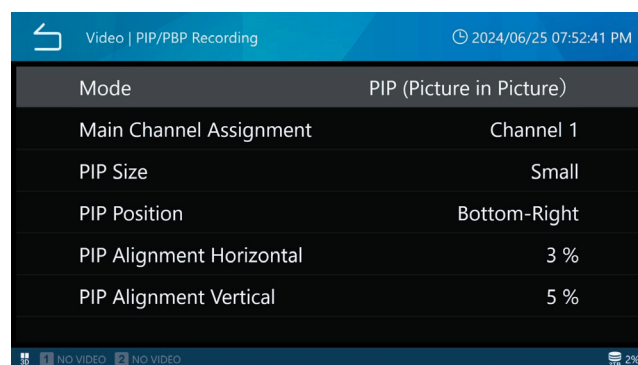 Video | PIP/PBP Recording 2024/06/25 07:52:41 PM
Mode PIP (Picture in Picture）
Main Channel Assignment Channel 1
PIP Size Small
PIP Position Bottom-Right
PIP Alignment Horizontal 3 %
PIP Alignment Vertical 5 %
3D 1 NO VIDEO 2 NO VIDEO 2TB 2%